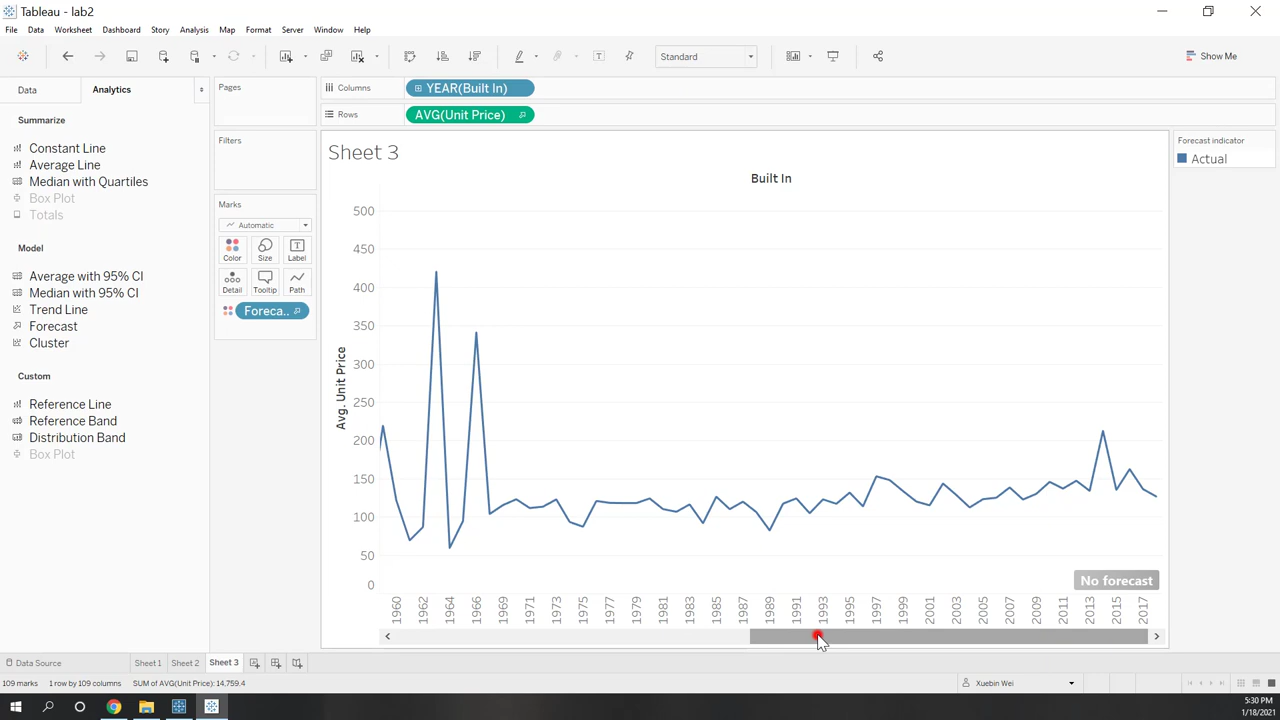 Tableau - lab2
File Data Worksheet Dashboard Story Analysis Map Format Server Window Help
Standard
Show Me
Data
Analytics
Summarize
Constant Line
Average Line
Median with Quartiles
Box Plot
Totals
Model
Average with 95% CI
Median with 95% CI
Trend Line
Forecast
Cluster
Custom
Reference Line
Reference Band
Distribution Band
Box Plot
Pages
Filters
Marks
Automatic
Color Size Label
Detail Tooltip Path
Foreca..
Columns
YEAR(Built In)
Rows
AVG(Unit Price)
Sheet 3
Built In
Avg. Unit Price
500
450
400
350
300
250
200
150
100
50
0
No forecast
1960 1962 1964 1966 1969 1971 1973 1975 1977 1979 1981 1983 1985 1987 1989 1991 1993 1995 1997 1999 2001 2003 2005 2007 2009 2011 2013 2015 2017
Forecast indicator
Actual
Data Source Sheet 1 Sheet 2 Sheet 3
109 marks 1 row by 109 columns SUM of AVG(Unit Price): 14,759.4
Xuebin Wei
5:30 PM
1/18/2021